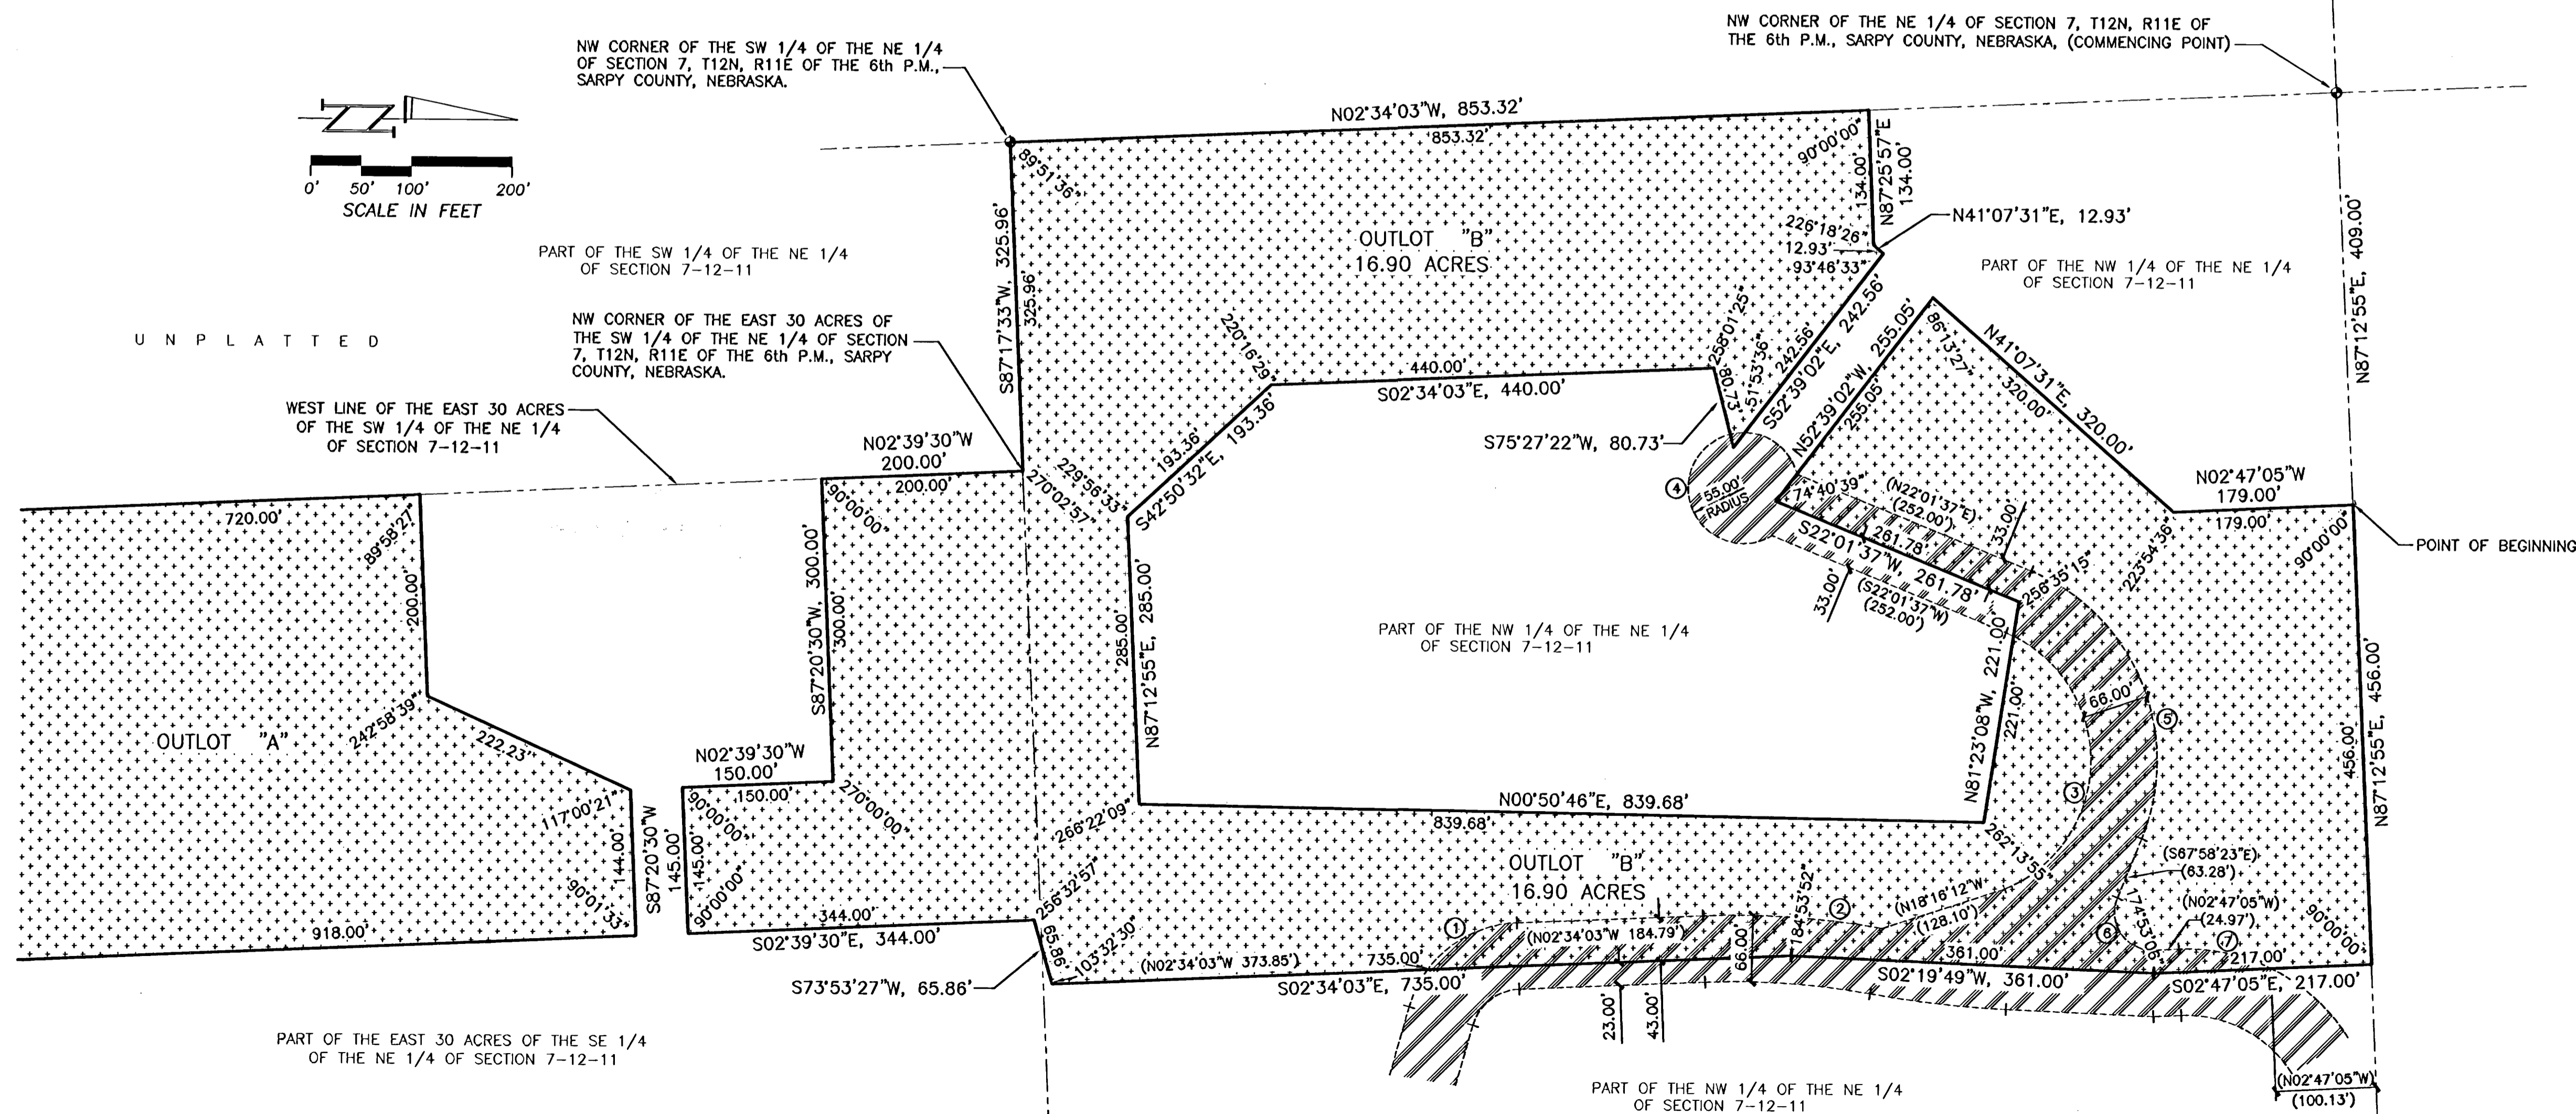 NW CORNER OF THE NE 1/4 OF SECTION 7, T12N, R11E OF
THE 6th P.M., SARPY COUNTY, NEBRASKA, (COMMENCING POINT)
NW CORNER OF THE SW 1/4 OF THE NE 1/4
OF SECTION 7, T12N, R11E OF THE 6th P.M.,
SARPY COUNTY, NEBRASKA.
0' 50' 100' 200'
SCALE IN FEET
N02°34'03"W, 853.32'
853.32'
89°51'36"
90°00'00"
134.00'
N87°25'57"E
134.00'
N41°07'31"E, 12.93'
226°18'26"
12.93'
93°46'33"
OUTLOT "B"
16.90 ACRES
PART OF THE SW 1/4 OF THE NE 1/4
OF SECTION 7-12-11
PART OF THE NW 1/4 OF THE NE 1/4
OF SECTION 7-12-11
N87°12'55"E, 409.00'
S87°17'33"W, 325.96'
325.96'
UNPLATTED
NW CORNER OF THE EAST 30 ACRES OF
THE SW 1/4 OF THE NE 1/4 OF SECTION
7, T12N, R11E OF THE 6th P.M., SARPY
COUNTY, NEBRASKA.
WEST LINE OF THE EAST 30 ACRES
OF THE SW 1/4 OF THE NE 1/4
OF SECTION 7-12-11
220°16'29"
440.00'
S02°34'03"E, 440.00'
258°01'25"
80.73'
51°53'36"
242.56'
S52°39'02"E, 242.56'
N52°39'02"W, 255.05'
255.05'
86°13'27"
N41°07'31"E, 320.00'
320.00'
S75°27'22"W, 80.73'
193.36'
S42°50'32"E, 193.36'
N02°39'30"W
200.00'
200.00'
229°56'33"
270°02'57"
90°00'00"
4
55.00'
RADIUS
74°40'39"
(N22°01'37"E)
(252.00')
33.00'
261.78'
S22°01'37"W, 261.78'
(S22°01'37"W)
(252.00')
33.00'
N02°47'05"W
179.00'
179.00'
223°54'36"
90°00'00"
POINT OF BEGINNING
256°35'15"
720.00'
89°58'27"
200.00'
S87°20'30"W, 300.00'
300.00'
285.00'
N87°12'55"E, 285.00'
PART OF THE NW 1/4 OF THE NE 1/4
OF SECTION 7-12-11
N81°23'08"W, 221.00'
221.00'
66.00'
5
3
456.00'
N87°12'55"E, 456.00'
OUTLOT "A"
242°58'39"
222.23'
117°00'21"
144.00'
90°01'33"
918.00'
S87°20'30"W
145.00'
145.00'
N02°39'30"W
150.00'
150.00'
90°00'00"
270°00'00"
90°00'00"
344.00'
S02°39'30"E, 344.00'
266°22'09"
N00°50'46"E, 839.68'
839.68'
262°13'55"
OUTLOT "B"
16.90 ACRES
256°32'57"
65.86'
103°32'30"
S73°53'27"W, 65.86'
(N02°34'03"W 373.85')
735.00'
S02°34'03"E, 735.00'
1
(N02°34'03"W 184.79')
66.00'
184°53'52"
2
(N18°16'12"W)
(128.10')
361.00'
S02°19'49"W, 361.00'
(S67°58'23"E)
(63.28')
(N02°47'05"W)
(24.97')
174°53'06"
6
7
90°00'00"
217.00'
S02°47'05"E, 217.00'
23.00'
43.00'
PART OF THE EAST 30 ACRES OF THE SE 1/4
OF THE NE 1/4 OF SECTION 7-12-11
PART OF THE NW 1/4 OF THE NE 1/4
OF SECTION 7-12-11
(N02°47'05"W)
(100.13')